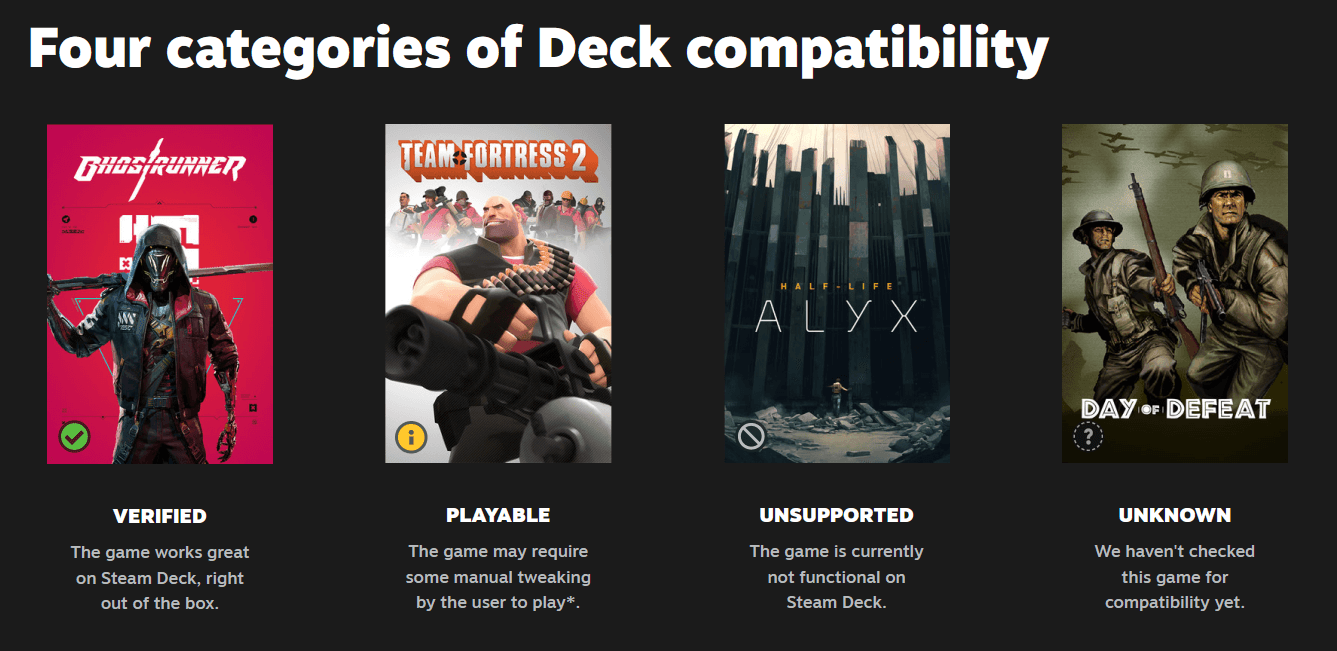 Four categories of Deck compatibility
GHOSTRUNNER
TEAM FORTRESS 2
HALF-LIFE
ALYX
DAY OF DEFEAT
?
VERIFIED
The game works great
on Steam Deck, right
out of the box.
PLAYABLE
The game may require
some manual tweaking
by the user to play*.
UNSUPPORTED
The game is currently
not functional on
Steam Deck.
UNKNOWN
We haven't checked
this game for
compatibility yet.